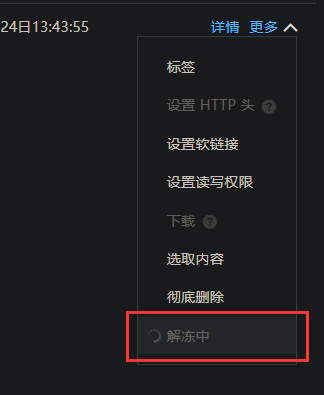 24日13:43:55 详情 更多
标签
设置 HTTP 头 ?
设置软链接
设置读写权限
下载 ?
选取内容
彻底删除
解冻中